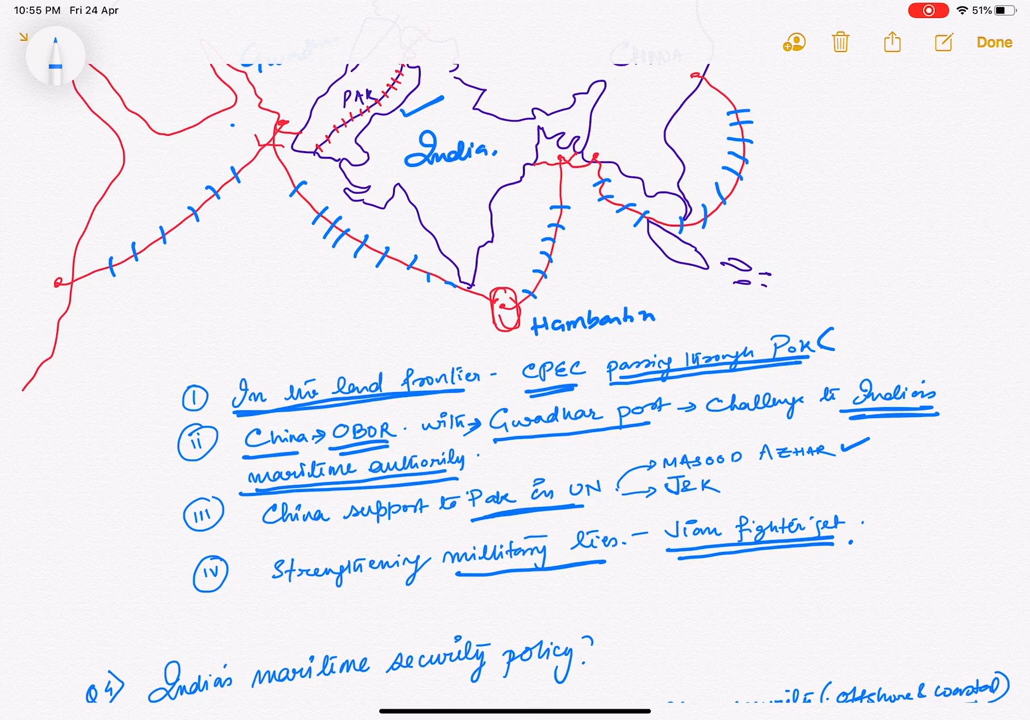 10:55 PM Fri 24 Apr
51%
Done
CHINA
PAK
India.
Hambantn
① In the land frontier - CPEC passing through PoK
ii China → OBOR. with → Gwadhar port → Challenge to India's
maritime authority.
iii China support to Pak in UN → MASOOD AZHAR
→ J&K
iv Strengthening millitary ties. - Jian fighter jet.
Q4) India's maritime security policy?
(offshore & coastal)